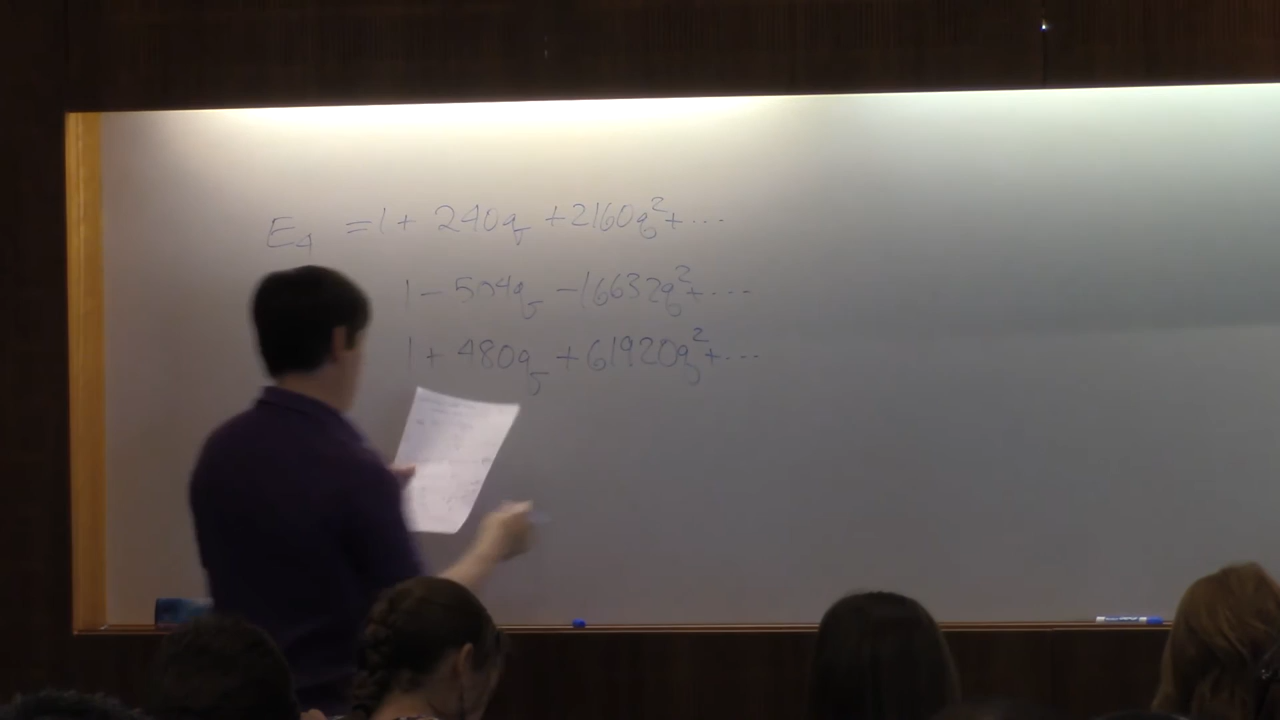 E₄ = 1 + 240q + 2160q² + ...
1 - 504q - 16632q² + ...
1 + 480q + 61920q² + ...